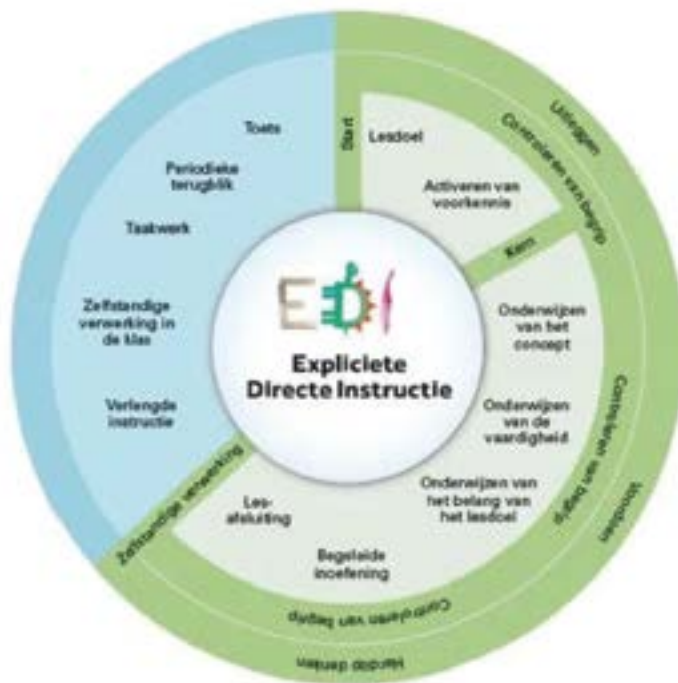 EDI
Expliciete
Directe Instructie
Start
Lesdoel
Activeren van
voorkennis
Uitleggen
Controleren van begrip
Kern
Onderwijzen
van het
concept
Onderwijzen
van de
vaardigheid
Onderwijzen van
het belang van
het lesdoel
Controleren van begrip
Voordoen
Begeleide
inoefening
Les-
afsluiting
Controleren van begrip
Hardop denken
Zelfstandige verwerking
Verlengde
instructie
Zelfstandige
verwerking in
de klas
Taakwerk
Periodieke
terugblik
Toets